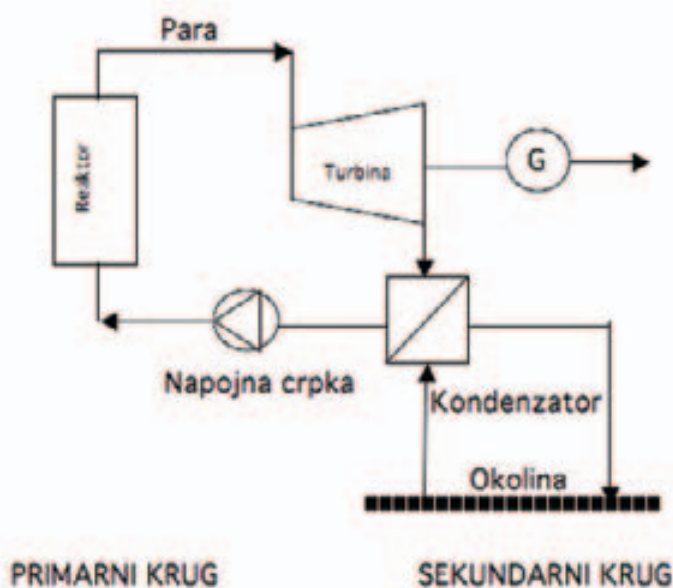 Para
Reaktor
Turbina
G
Napojna crpka
Kondenzator
Okolina
PRIMARNI KRUG
SEKUNDARNI KRUG